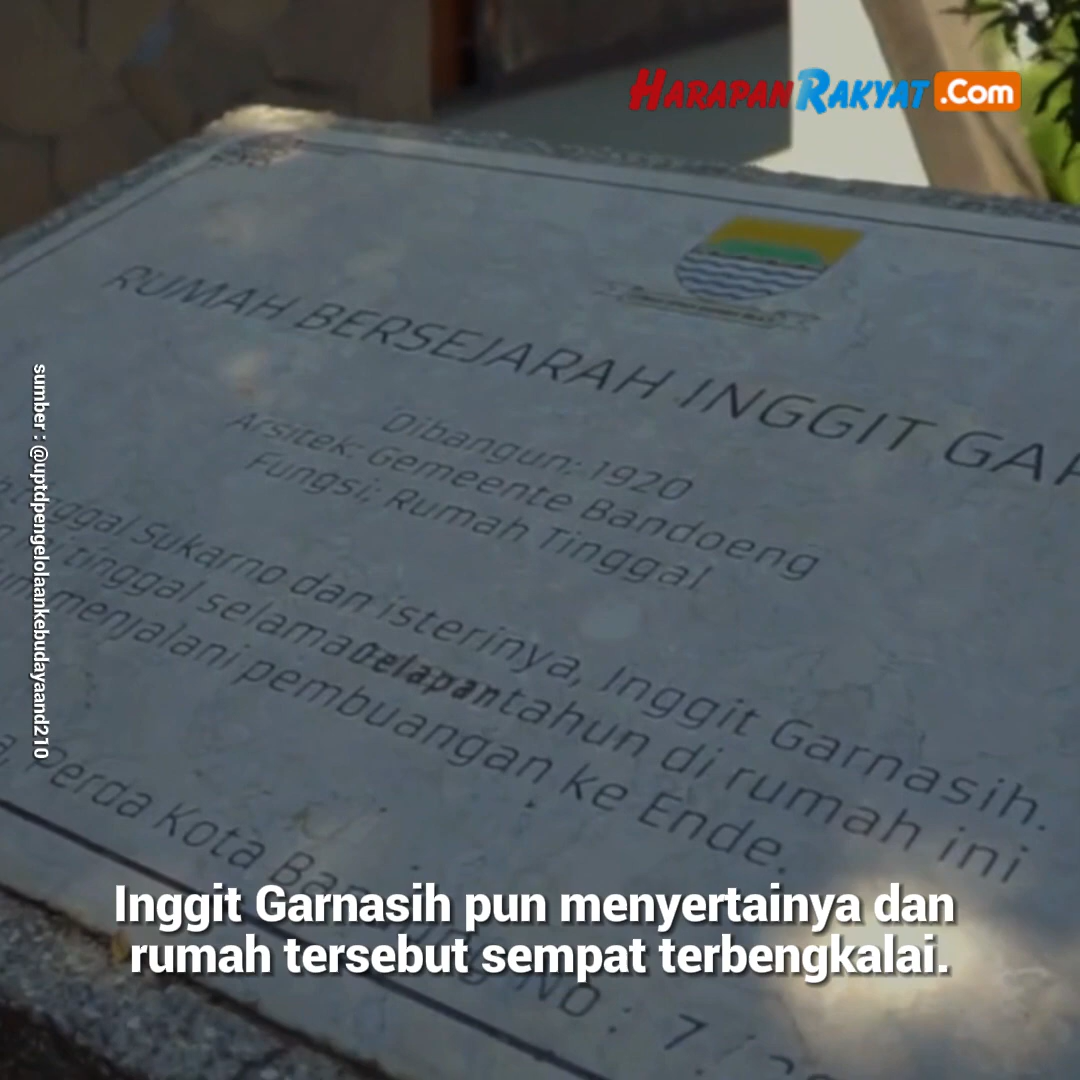 HARAPANRAKYAT.Com
RUMAH BERSEJARAH INGGIT
Dibangun: 1920
Arsitek: Gemeente Bandoeng
Fungsi: Rumah Tinggal
Sukarno dan isterinya, Inggit Garnasih.
tinggal selama delapan tahun di rumah ini
menjalani pembuangan ke Ende.
Perda Kota No: 7
sumber : @uptdpengelolaankebudayaand210
Inggit Garnasih pun menyertainya dan
rumah tersebut sempat terbengkalai.